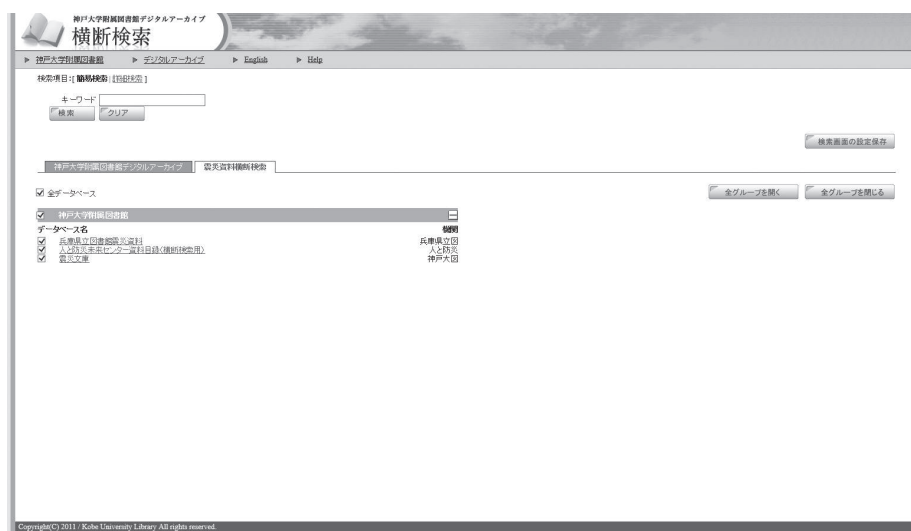 神戸大学附属図書館デジタルアーカイブ
横断検索
▶ 神戸大学附属図書館 ▶ デジタルアーカイブ ▶ English ▶ Help
検索項目:[ 簡易検索 | 詳細検索 ]
キーワード
検索 クリア
検索画面の設定保存
神戸大学附属図書館デジタルアーカイブ 震災資料横断検索
全データベース 全グループを開く 全グループを閉じる
神戸大学附属図書館
データベース名 機関
兵庫県立図書館震災資料 兵庫県立図
人と防災未来センター資料目録(横断検索用) 人と防災
震災文庫 神戸大図
Copyright(C) 2011 / Kobe University Library All rights reserved.